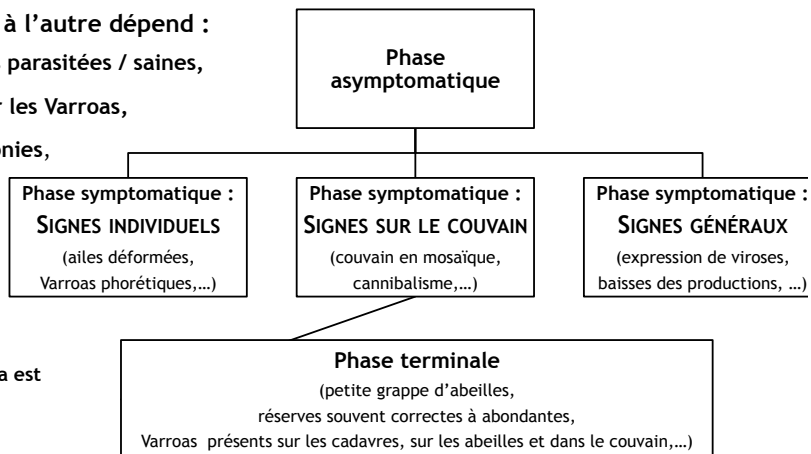 à l’autre dépend :
parasitées / saines,
les Varroas,
Phase
asymptomatique
Phase symptomatique :
SIGNES INDIVIDUELS
(ailes déformées,
Varroas phorétiques,…)
Phase symptomatique :
SIGNES SUR LE COUVAIN
(couvain en mosaïque,
cannibalisme,…)
Phase symptomatique :
SIGNES GÉNÉRAUX
(expression de viroses,
baisses des productions, …)
est
Phase terminale
(petite grappe d’abeilles,
réserves souvent correctes à abondantes,
Varroas présents sur les cadavres, sur les abeilles et dans le couvain,…)